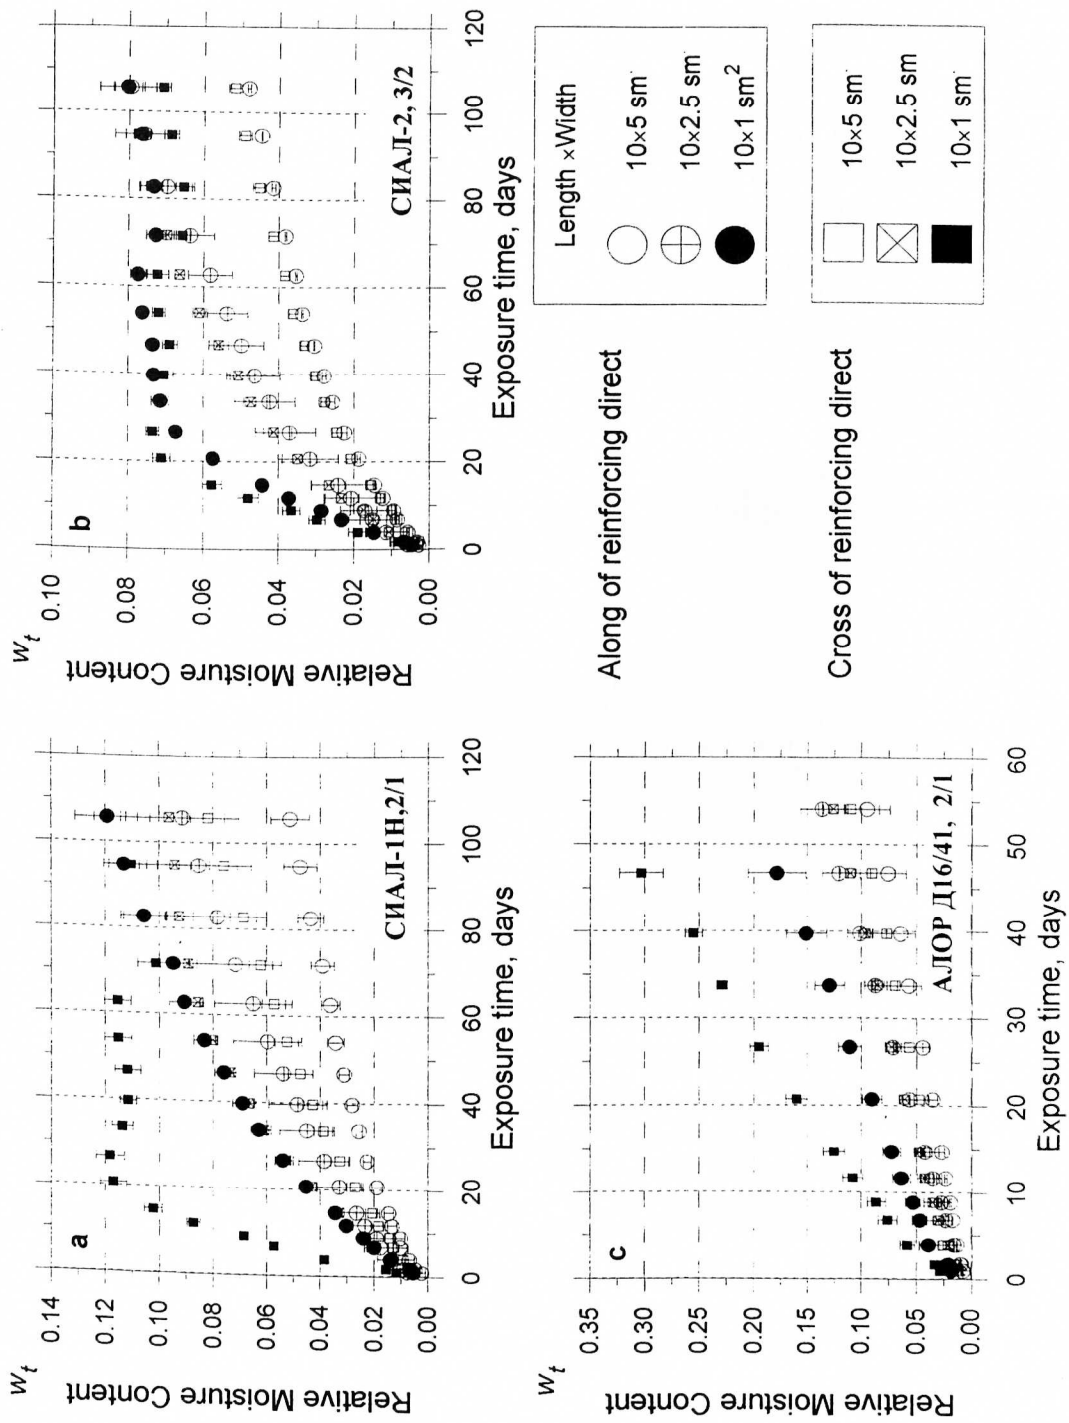 w_t
Relative Moisture Content
0.14
0.12
0.10
0.08
0.06
0.04
0.02
0.00
a
СИАЛ-1Н,2/1
0 20 40 60 80 100 120
Exposure time, days
w_t
Relative Moisture Content
0.10
0.08
0.06
0.04
0.02
0.00
b
СИАЛ-2, 3/2
0 20 40 60 80 100 120
Exposure time, days
w_t
Relative Moisture Content
0.35
0.30
0.25
0.20
0.15
0.10
0.05
0.00
c
АЛОР Д16/41, 2/1
0 10 20 30 40 50 60
Exposure time, days
Along of reinforcing direct
Length ×Width
10×5 sm
10×2.5 sm
10×1 sm²
Cross of reinforcing direct
10×5 sm
10×2.5 sm
10×1 sm